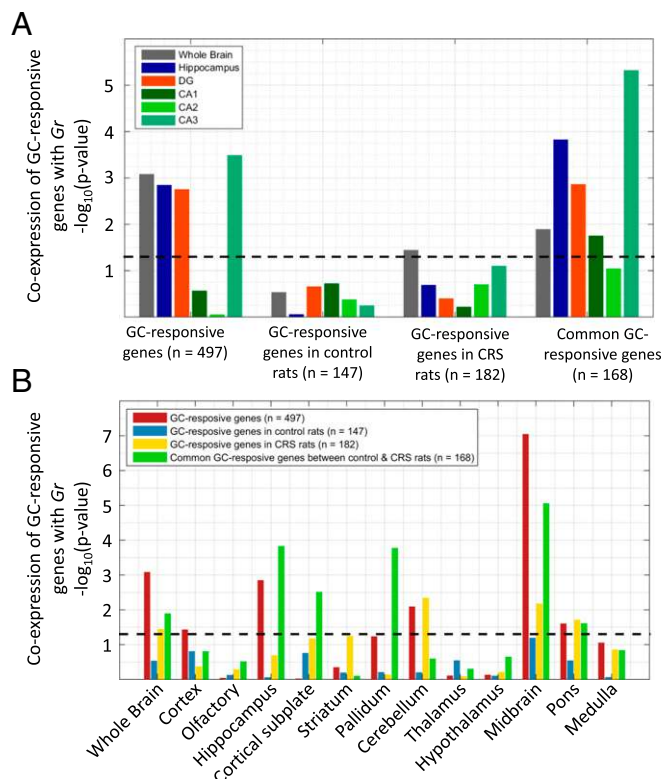 A
Co-expression of GC-responsive
genes with Gr
-log10(p-value)
5
4
3
2
1
Whole Brain
Hippocampus
DG
CA1
CA2
CA3
GC-responsive
genes (n = 497)
GC-responsive
genes in control
rats (n = 147)
GC-responsive
genes in CRS
rats (n = 182)
Common GC-
responsive genes
(n = 168)
B
Co-expression of GC-responsive
genes with Gr
-log10(p-value)
7
6
5
4
3
2
1
GC-resposive genes (n = 497)
GC-resposive genes in control rats (n = 147)
GC-resposive genes in CRS rats (n = 182)
Common GC-resposive genes between control & CRS rats (n = 168)
Whole Brain
Cortex
Olfactory
Hippocampus
Cortical subplate
Striatum
Pallidum
Cerebellum
Thalamus
Hypothalamus
Midbrain
Pons
Medulla